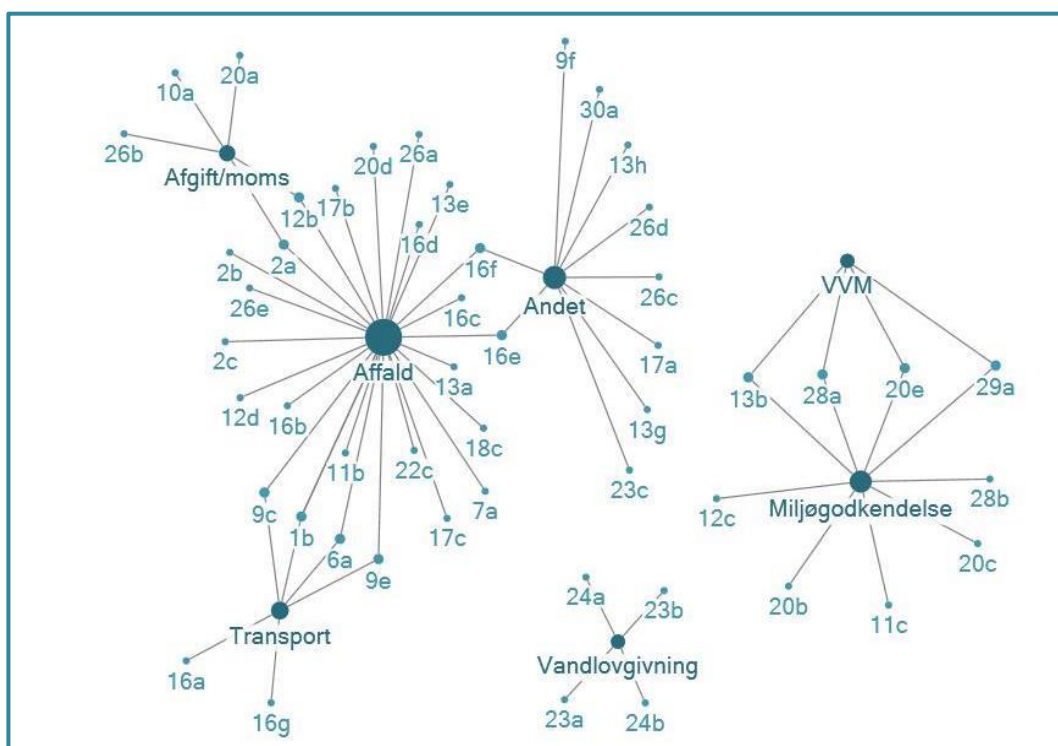 9f
20a
10a
30a
26b
Afgift/moms
20d
26a
13h
17b
12b
13e
26d
16d
2a
2b
16f
VVM
26e
26c
Andet
16c
2c
16e
17a
Affald
13a
13b
28a
20e
29a
12d
16b
13g
18c
11b
22c
23c
28b
9c
7a
12c
Miljøgodkendelse
1b
17c
6a
20c
9e
24a
23b
20b
11c
Transport
Vandlovgivning
16a
23a
24b
16g